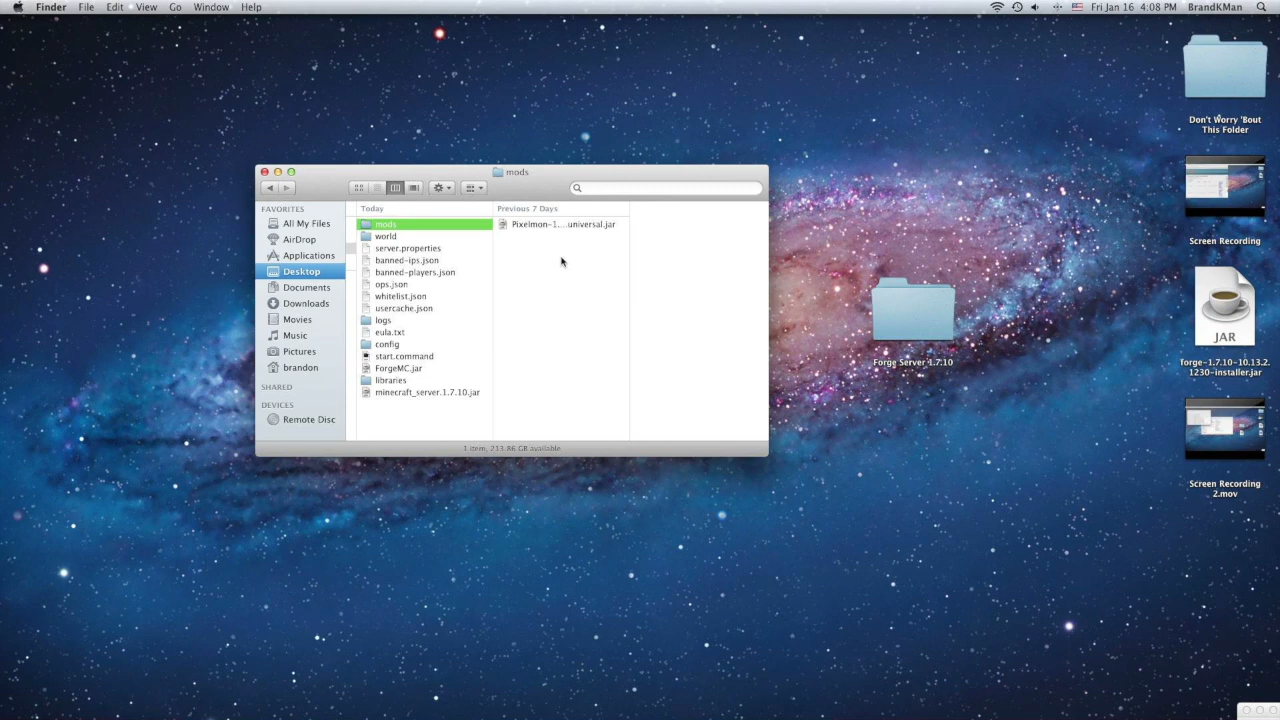 Finder File Edit View Go Window Help
Fri Jan 16 4:08 PM BrandKMan
mods
FAVORITES
All My Files
AirDrop
Applications
Desktop
Documents
Downloads
Movies
Music
Pictures
brandon
SHARED
DEVICES
Remote Disc
Today
mods
world
server.properties
banned-ips.json
banned-players.json
ops.json
whitelist.json
usercache.json
logs
eula.txt
config
start.command
ForgeMC.jar
libraries
minecraft_server.1.7.10.jar
Previous 7 Days
Pixelmon-1....universal.jar
1 item, 213.86 GB available
Forge Server 1.7.10
Don't Worry 'Bout
This Folder
Screen Recording
JAR
forge-1.7.10-10.13.2.
1230-installer.jar
Screen Recording
2.mov